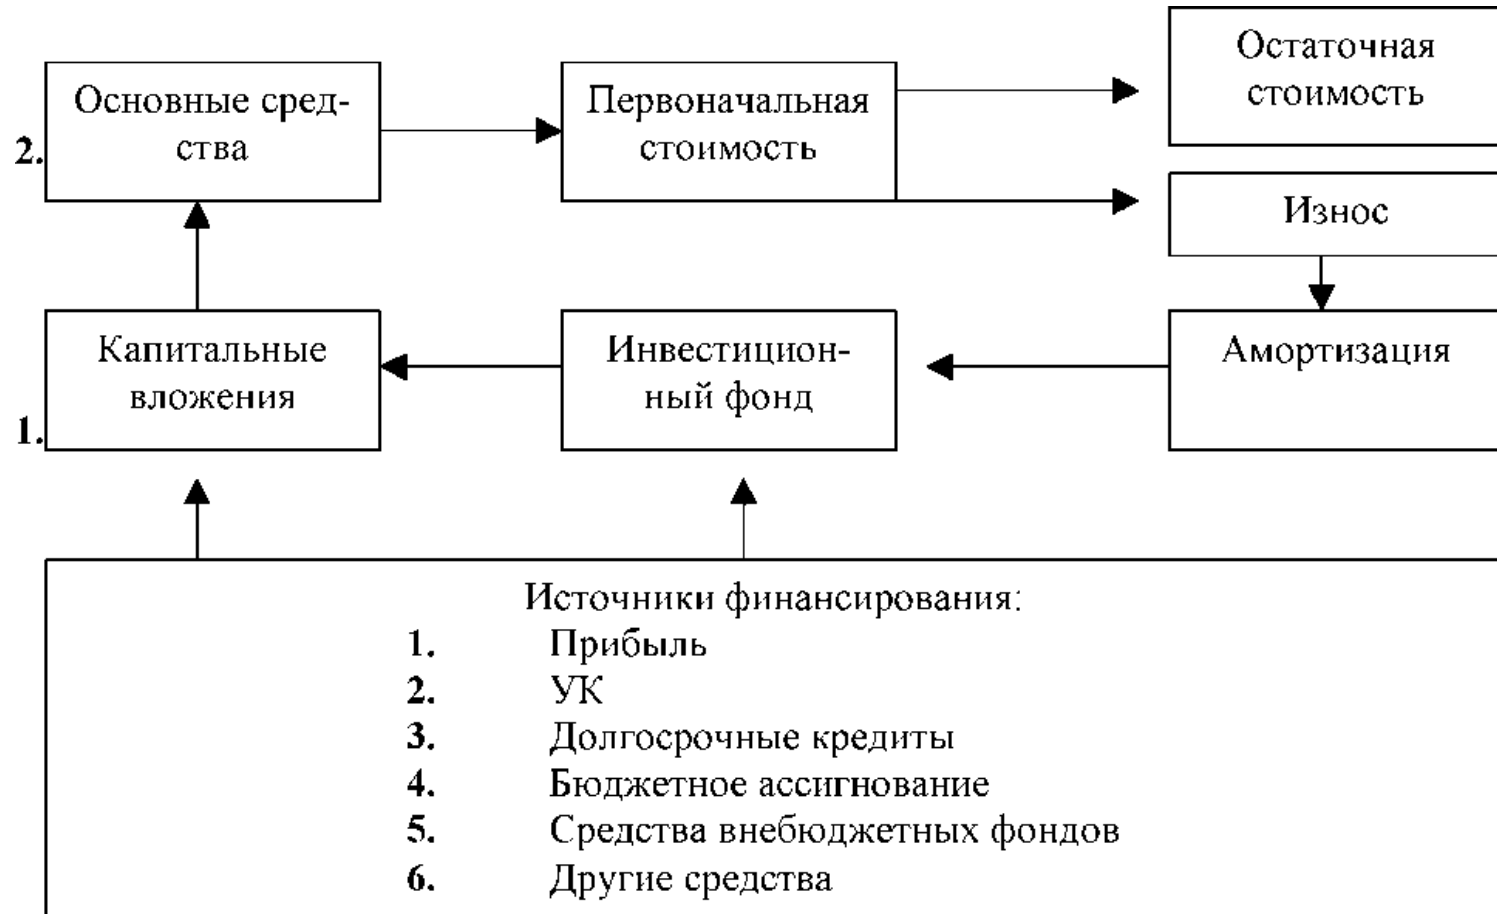 Остаточная
стоимость
2.
Основные сред-
ства
Первоначальная
стоимость
Износ
1.
Капитальные
вложения
Инвестицион-
ный фонд
Амортизация
Источники финансирования:
1. Прибыль
2. УК
3. Долгосрочные кредиты
4. Бюджетное ассигнование
5. Средства внебюджетных фондов
6. Другие средства